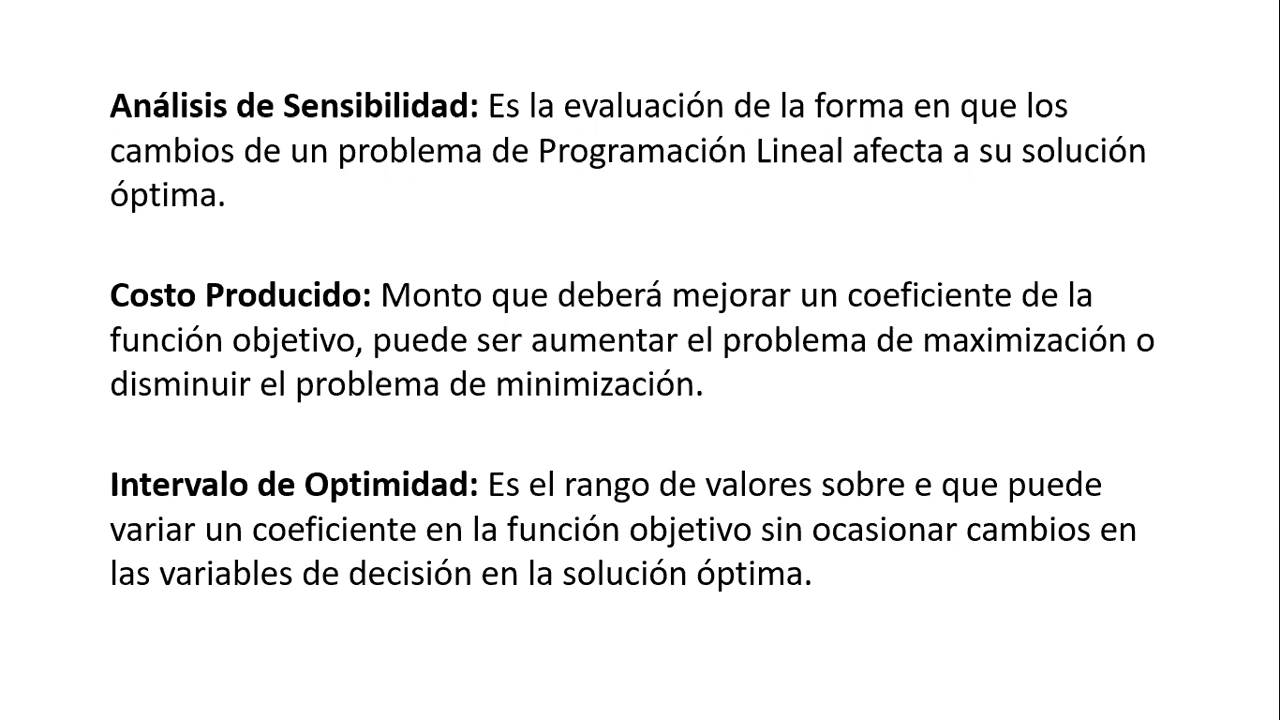 Análisis de Sensibilidad: Es la evaluación de la forma en que los
cambios de un problema de Programación Lineal afecta a su solución
óptima.
Costo Producido: Monto que deberá mejorar un coeficiente de la
función objetivo, puede ser aumentar el problema de maximización o
disminuir el problema de minimización.
Intervalo de Optimidad: Es el rango de valores sobre e que puede
variar un coeficiente en la función objetivo sin ocasionar cambios en
las variables de decisión en la solución óptima.